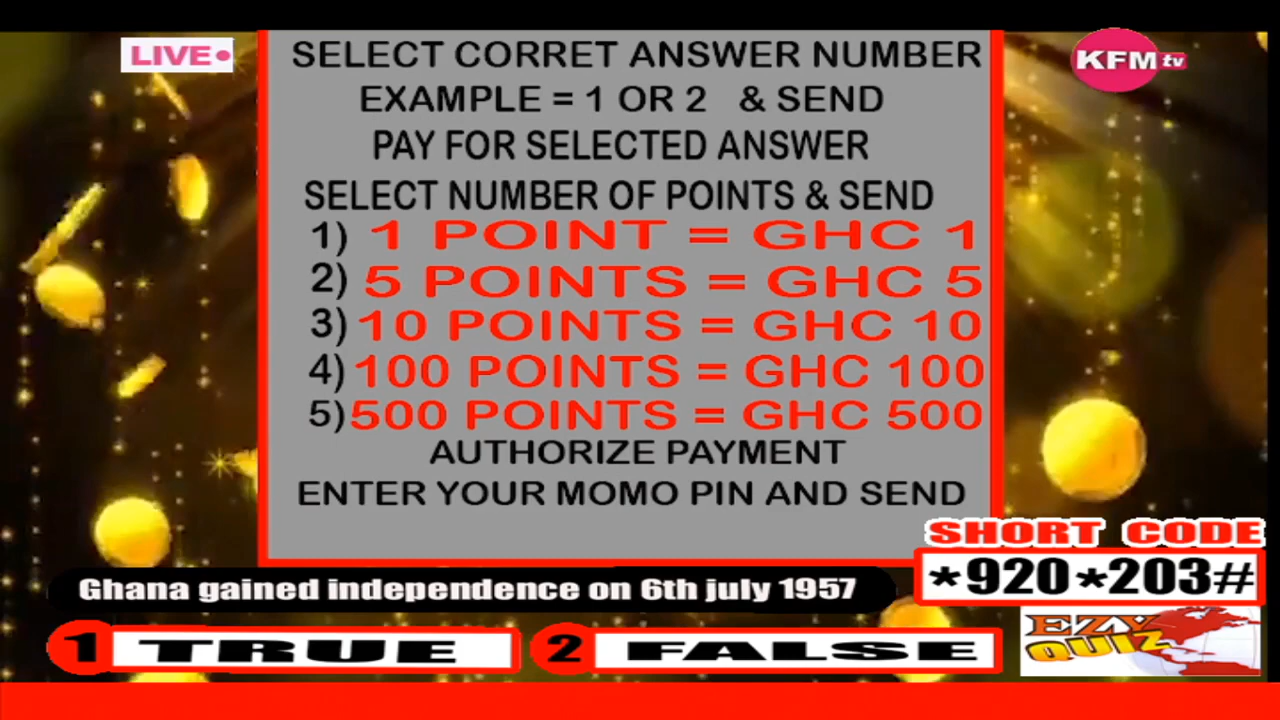 LIVE
KFM tv
SELECT CORRET ANSWER NUMBER
EXAMPLE = 1 OR 2 & SEND
PAY FOR SELECTED ANSWER
SELECT NUMBER OF POINTS & SEND
1) 1 POINT = GHC 1
2) 5 POINTS = GHC 5
3) 10 POINTS = GHC 10
4) 100 POINTS = GHC 100
5) 500 POINTS = GHC 500
AUTHORIZE PAYMENT
ENTER YOUR MOMO PIN AND SEND
SHORT CODE
*920*203#
Ghana gained independence on 6th july 1957
1 TRUE 2 FALSE
EZY
QUIZ